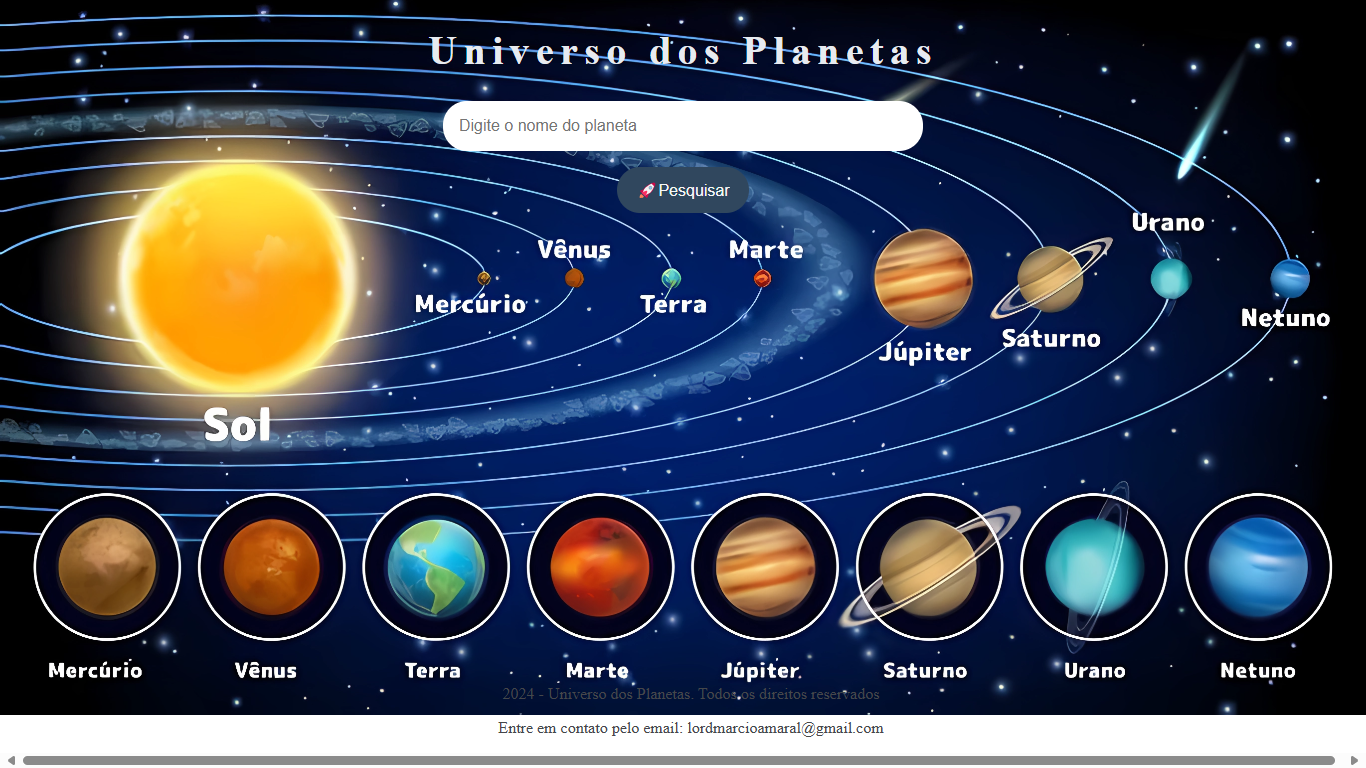 Universo dos Planetas
Digite o nome do planeta
🚀Pesquisar
Urano
Vênus
Marte
Mercúrio
Terra
Netuno
Saturno
Júpiter
Sol
Mercúrio
Vênus
Terra
Marte
Júpiter
Saturno
Urano
Netuno
2024 - Universo dos Planetas. Todos os direitos reservados
Entre em contato pelo email: lordmarcioamaral@gmail.com